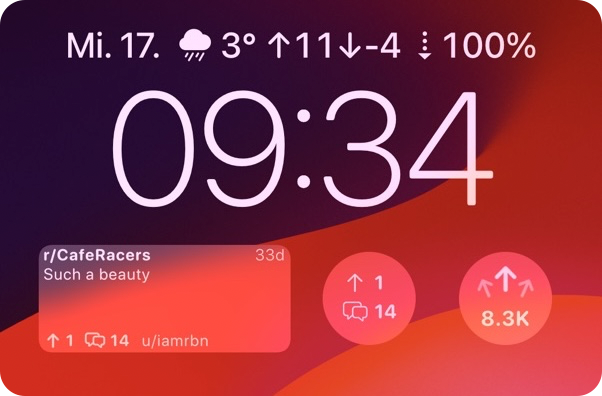 Mi. 17. 3° ↑11↓-4 100%
09:34
r/CafeRacers 33d
Such a beauty
↑ 1 14 u/iamrbn
↑ 1
14
8.3K